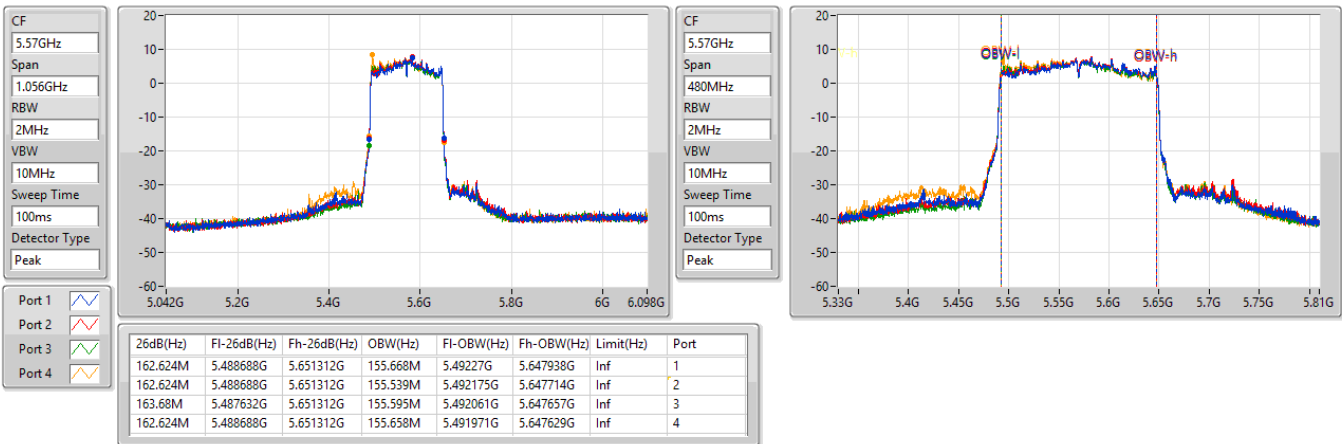 CF
5.57GHz
Span
1.056GHz
RBW
2MHz
VBW
10MHz
Sweep Time
100ms
Detector Type
Peak
20
10
0
-10
-20
-30
-40
-50
-60
5.042G 5.2G 5.4G 5.6G 5.8G 6G 6.098G
CF
5.57GHz
Span
480MHz
RBW
2MHz
VBW
10MHz
Sweep Time
100ms
Detector Type
Peak
20
10
0
-10
-20
-30
-40
-50
-60
OBW-l OBW-h
5.33G 5.4G 5.45G 5.5G 5.55G 5.6G 5.65G 5.7G 5.75G 5.81G
Port 1
Port 2
Port 3
Port 4
26dB(Hz) Fl-26dB(Hz) Fh-26dB(Hz) OBW(Hz) Fl-OBW(Hz) Fh-OBW(Hz) Limit(Hz) Port
162.624M 5.488688G 5.651312G 155.668M 5.49227G 5.647938G Inf 1
162.624M 5.488688G 5.651312G 155.539M 5.492175G 5.647714G Inf 2
163.68M 5.487632G 5.651312G 155.595M 5.492061G 5.647657G Inf 3
162.624M 5.488688G 5.651312G 155.658M 5.491971G 5.647629G Inf 4